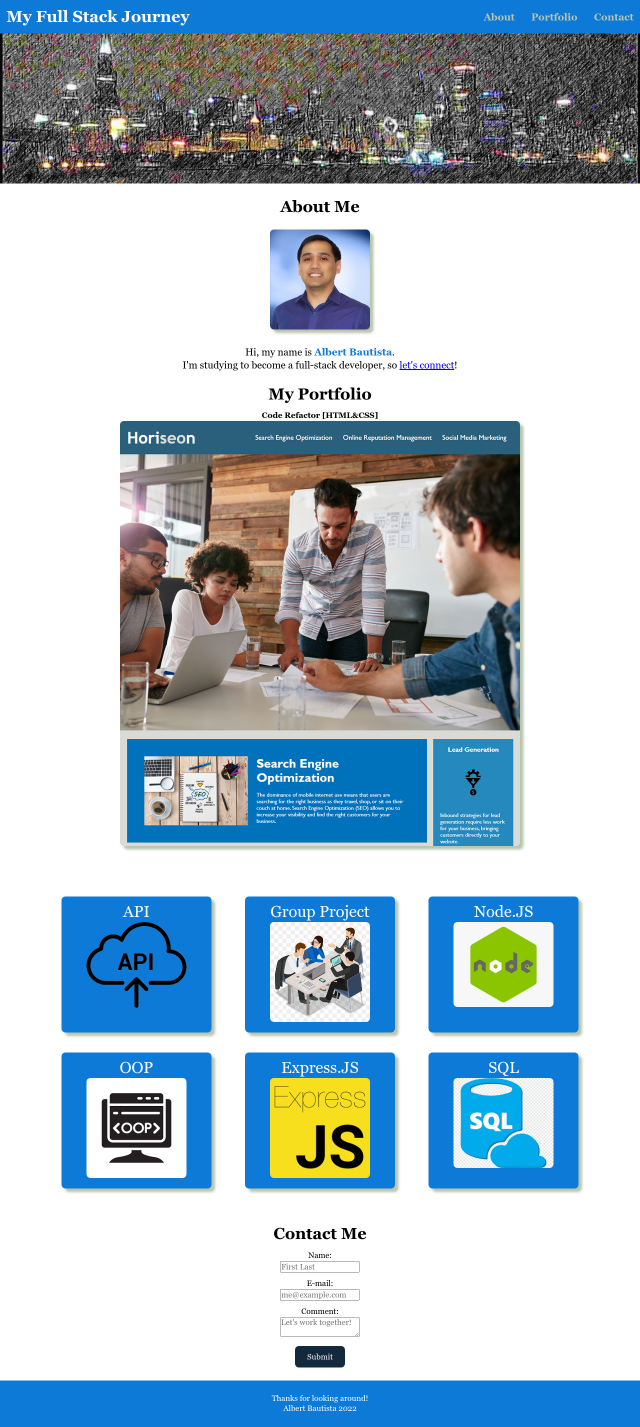 My Full Stack Journey
About Portfolio Contact
About Me
Hi, my name is Albert Bautista.
I'm studying to become a full-stack developer, so let's connect!
My Portfolio
Code Refactor [HTML&CSS]
Horiseon
Search Engine Optimization Online Reputation Management Social Media Marketing
SEO
Search Engine
Optimization
The dominance of mobile internet use means that users are
searching for the right business as they travel, shop, or sit on their
couch at home. Search Engine Optimization (SEO) allows you to
increase your visibility and find the right customers for your
business.
Lead Generation
Inbound strategies for lead
generation require less work
for your business, bringing
customers directly to your
website.
API
API
Group Project
Node.JS
node
OOP
<OOP>
Express.JS
Express
JS
SQL
SQL
Contact Me
Name:
First Last
E-mail:
me@example.com
Comment:
Let's work together!
Submit
Thanks for looking around!
Albert Bautista 2022